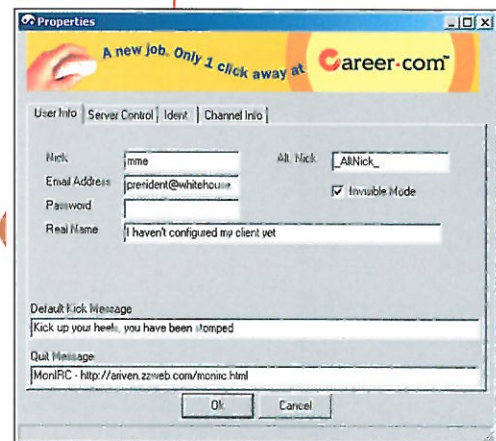 Properties
A new job. Only 1 click away at Career.com™
User Info Server Control Ident Channel Info
Nick mme Alt. Nick _AltNick_
Email Address president@whitehouse Invisible Mode
Password
Real Name I haven't configured my client yet
Default Kick Message
Kick up your heels, you have been stomped
Quit Message
MonIRC - http://ariven.zzweb.com/monirc.html
Ok Cancel